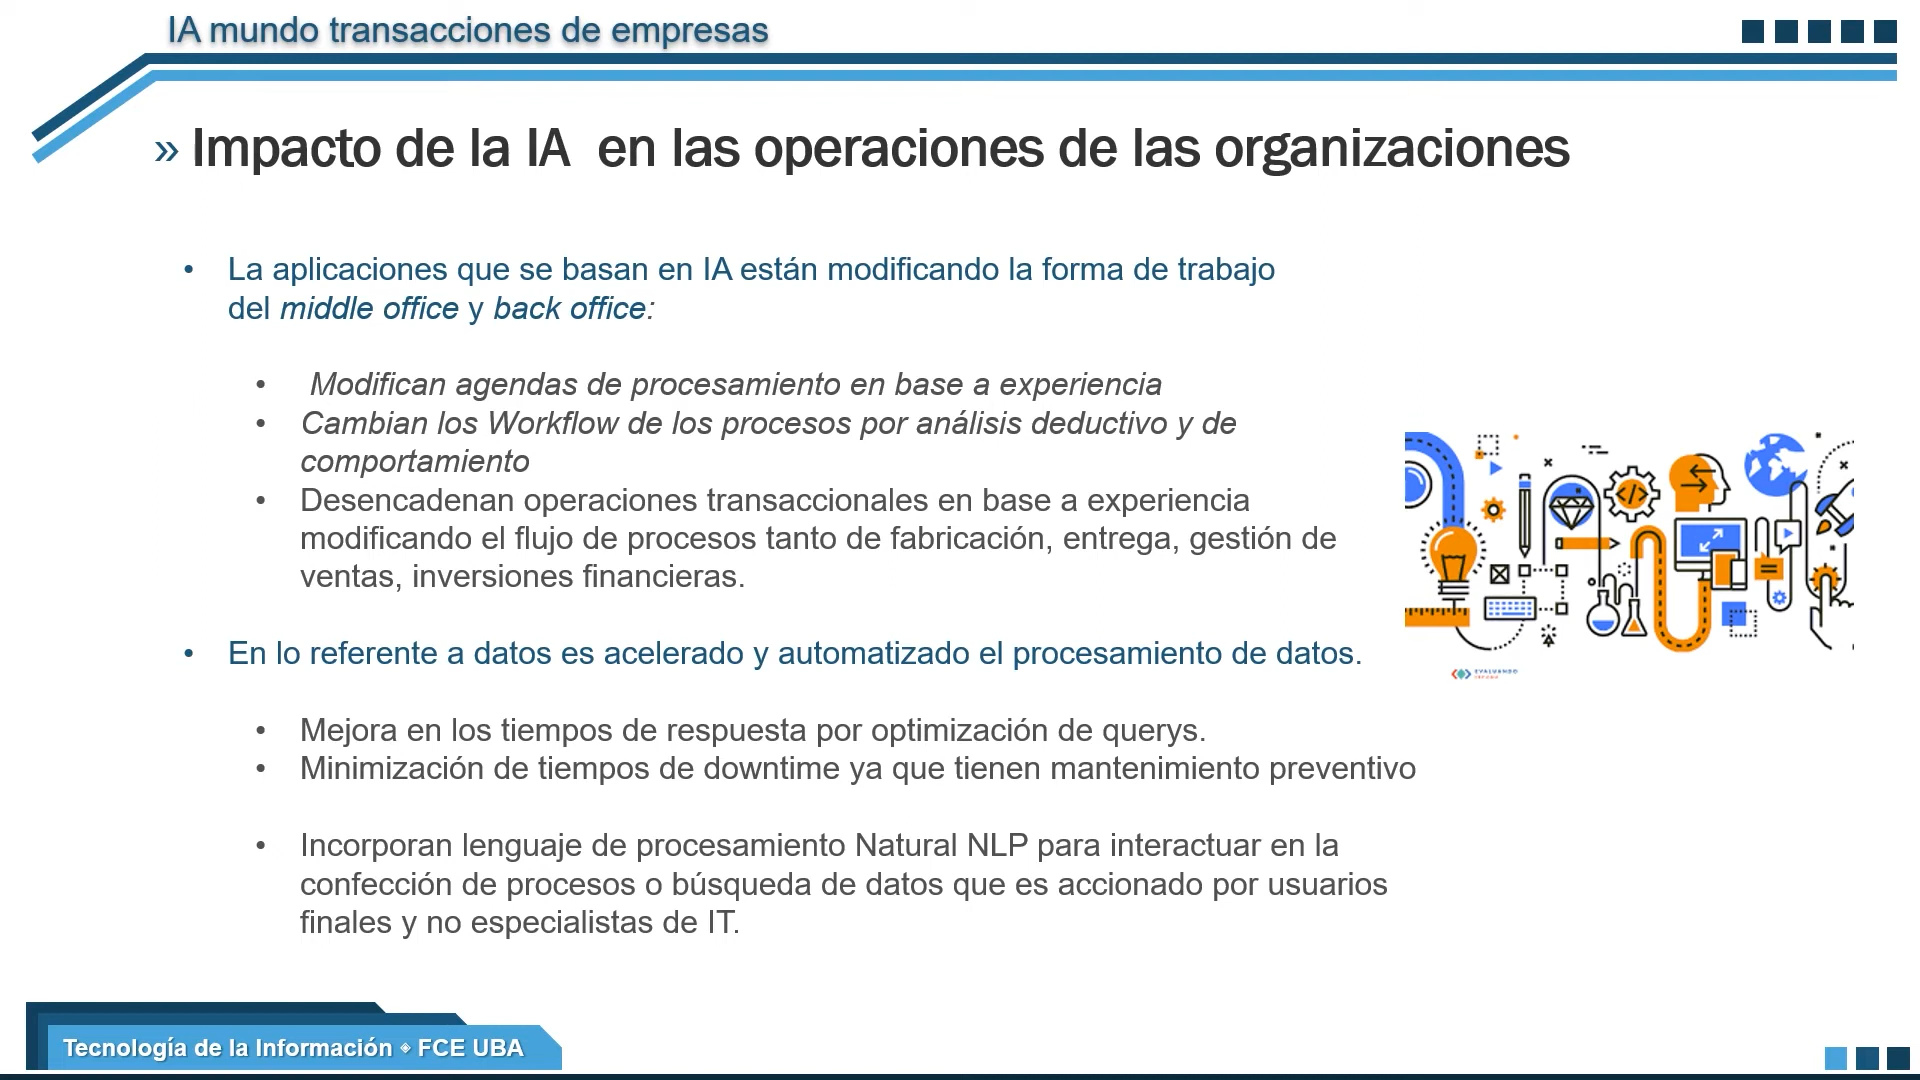 IA mundo transacciones de empresas
» Impacto de la IA en las operaciones de las organizaciones
• La aplicaciones que se basan en IA están modificando la forma de trabajo
del middle office y back office:
• Modifican agendas de procesamiento en base a experiencia
• Cambian los Workflow de los procesos por análisis deductivo y de
comportamiento
• Desencadenan operaciones transaccionales en base a experiencia
modificando el flujo de procesos tanto de fabricación, entrega, gestión de
ventas, inversiones financieras.
• En lo referente a datos es acelerado y automatizado el procesamiento de datos.
• Mejora en los tiempos de respuesta por optimización de querys.
• Minimización de tiempos de downtime ya que tienen mantenimiento preventivo
• Incorporan lenguaje de procesamiento Natural NLP para interactuar en la
confección de procesos o búsqueda de datos que es accionado por usuarios
finales y no especialistas de IT.
</>
EVALUANDO
Tecnología de la Información ◈ FCE UBA